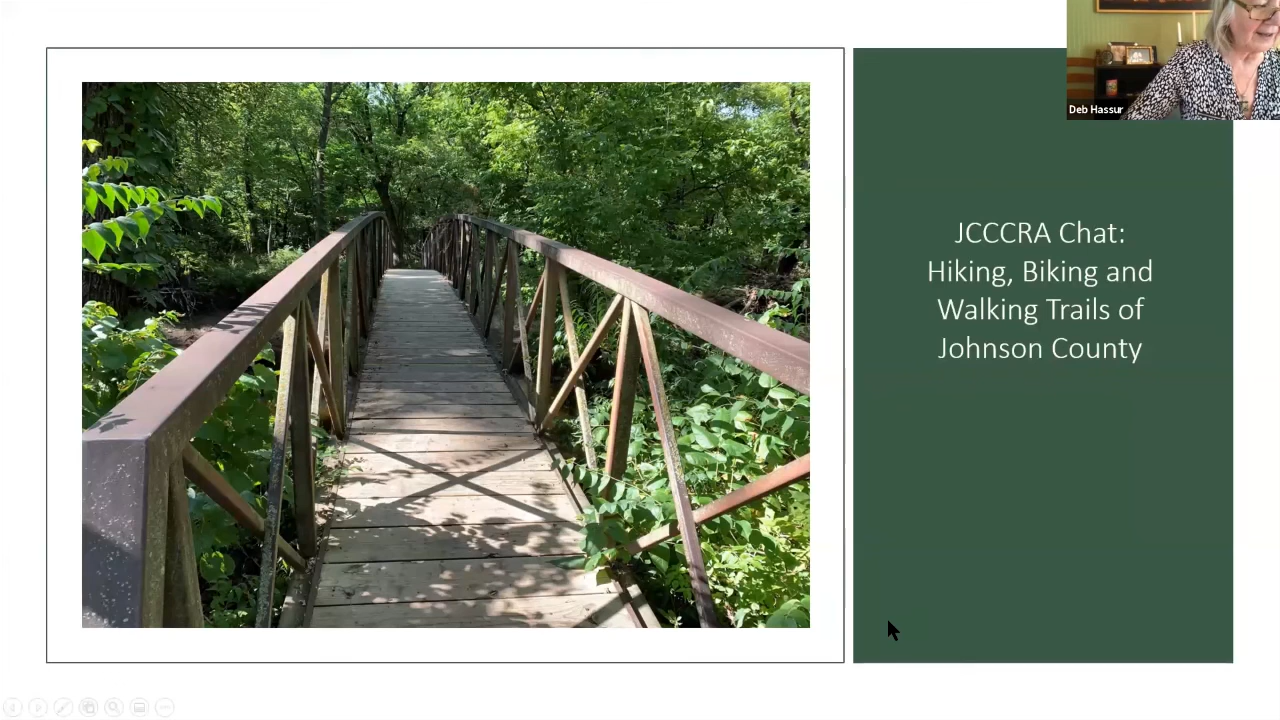 Deb Hassur
JCCCRA Chat:
Hiking, Biking and
Walking Trails of
Johnson County